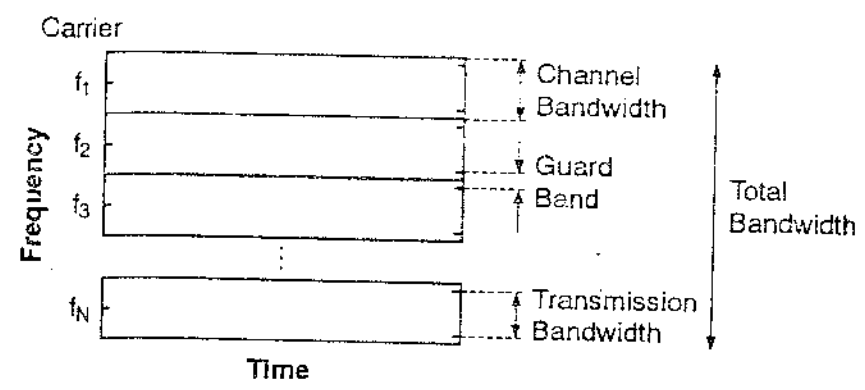 Carrier
f1
Channel
Bandwidth
f2
Guard
Band
f3
Total
Bandwidth
Frequency
fN
Transmission
Bandwidth
Time